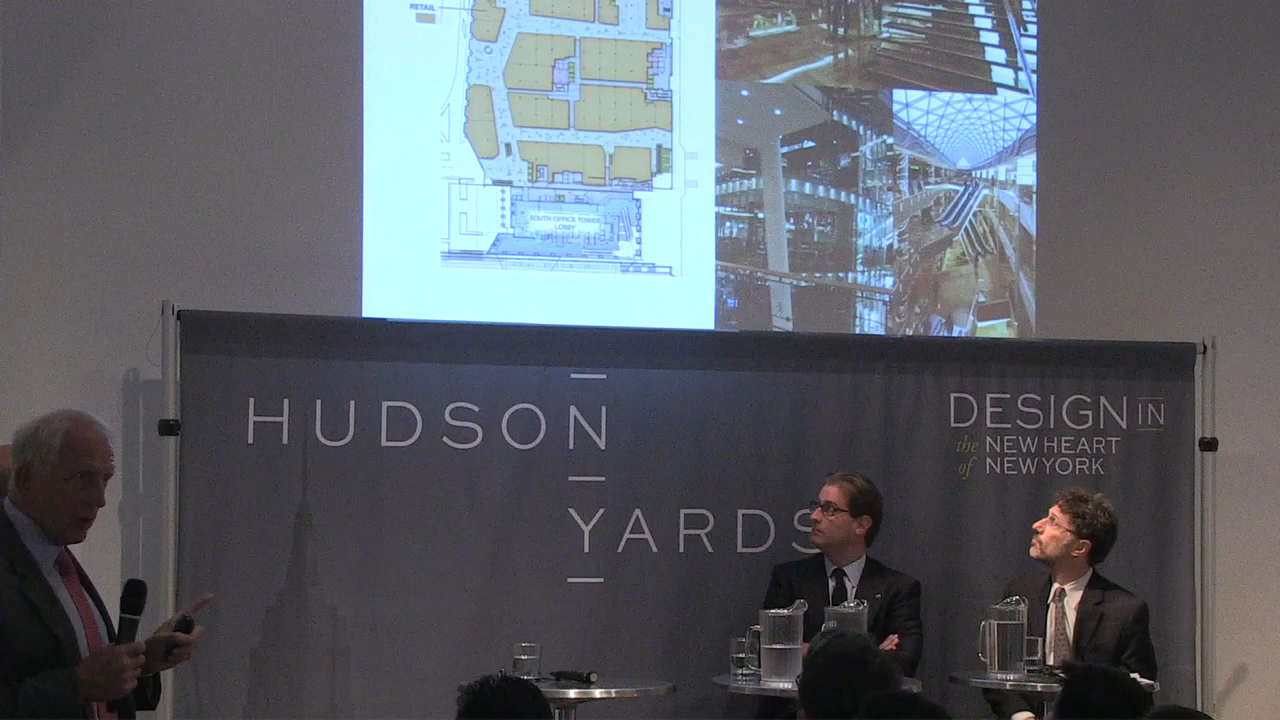 RETAIL
SOUTH OFFICE TOWER
LOBBY
HUDSON
YARDS
DESIGN IN
the NEW HEART
of NEW YORK